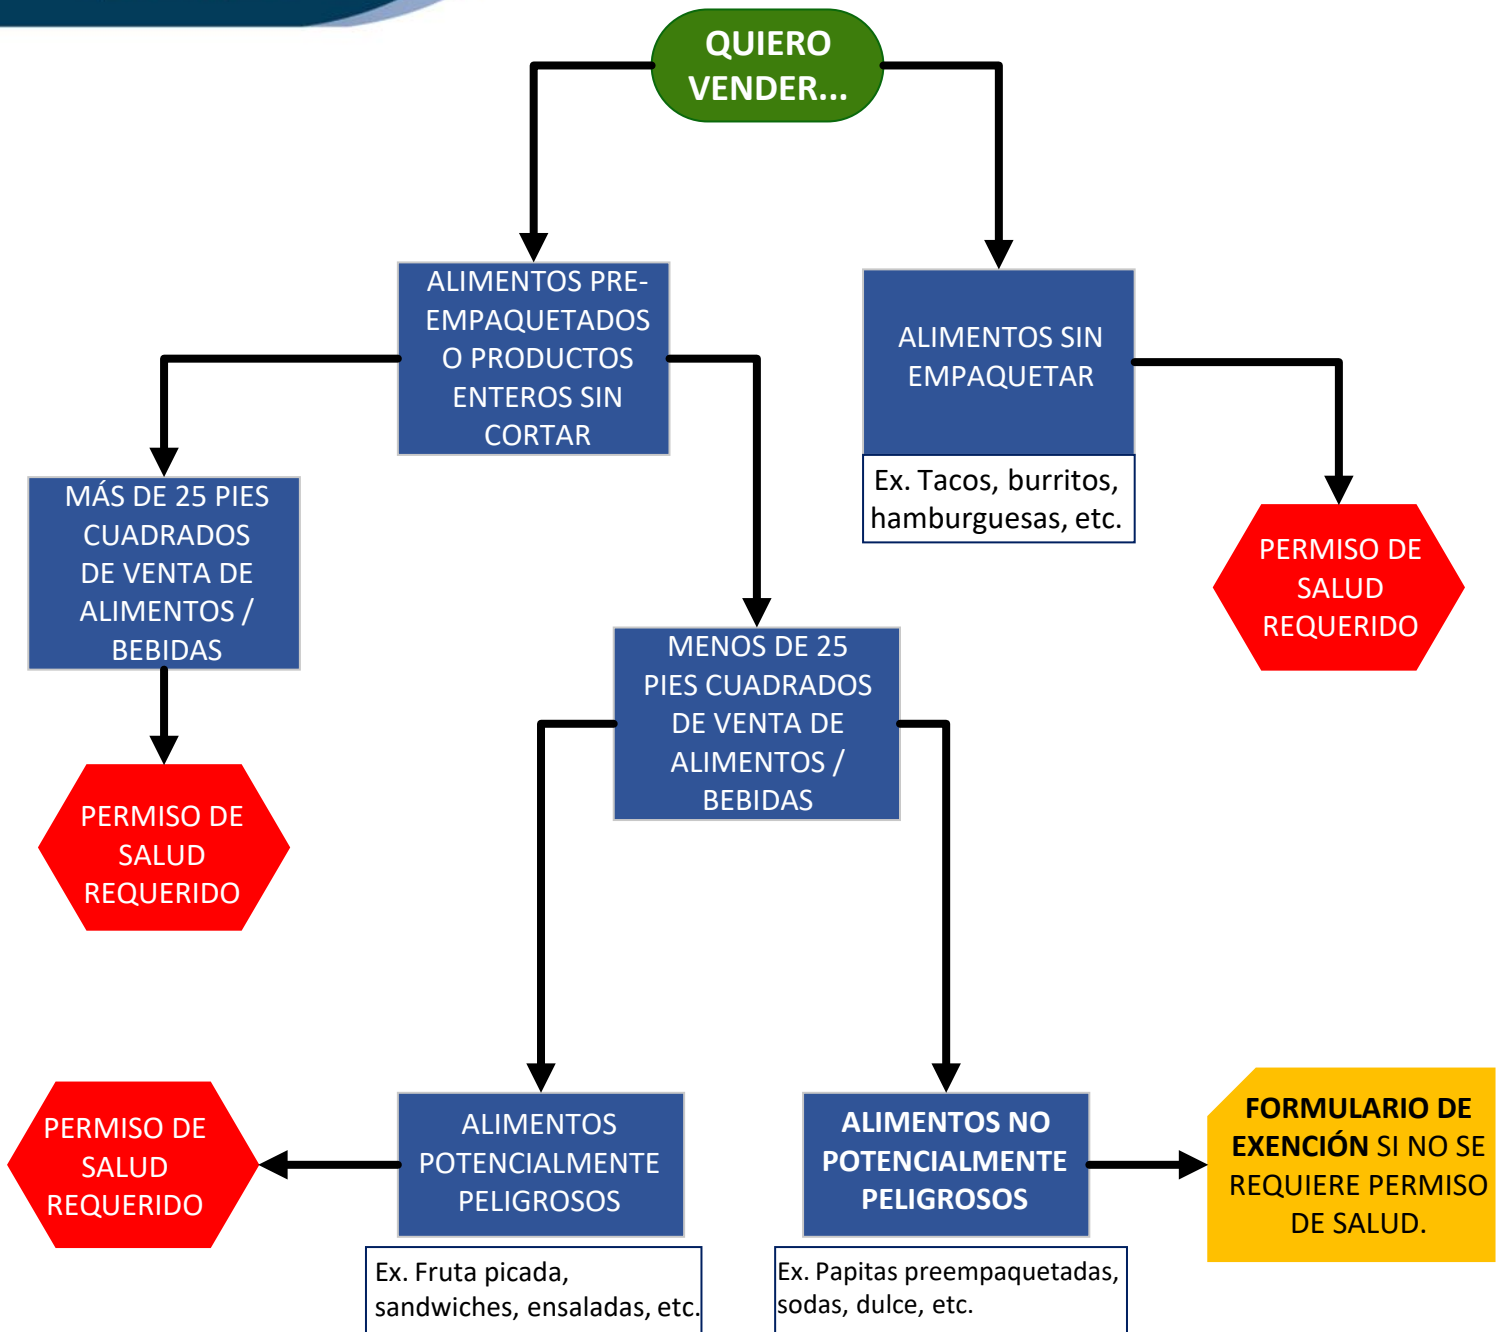 QUIERO
VENDER...
ALIMENTOS PRE-
EMPAQUETADOS
O PRODUCTOS
ENTEROS SIN
CORTAR
ALIMENTOS SIN
EMPAQUETAR
Ex. Tacos, burritos,
hamburguesas, etc.
PERMISO DE
SALUD
REQUERIDO
MÁS DE 25 PIES
CUADRADOS
DE VENTA DE
ALIMENTOS /
BEBIDAS
PERMISO DE
SALUD
REQUERIDO
MENOS DE 25
PIES CUADRADOS
DE VENTA DE
ALIMENTOS /
BEBIDAS
PERMISO DE
SALUD
REQUERIDO
ALIMENTOS
POTENCIALMENTE
PELIGROSOS
Ex. Fruta picada,
sandwiches, ensaladas, etc.
ALIMENTOS NO
POTENCIALMENTE
PELIGROSOS
Ex. Papitas preempaquetadas,
sodas, dulce, etc.
FORMULARIO DE
EXENCIÓN SI NO SE
REQUIERE PERMISO
DE SALUD.